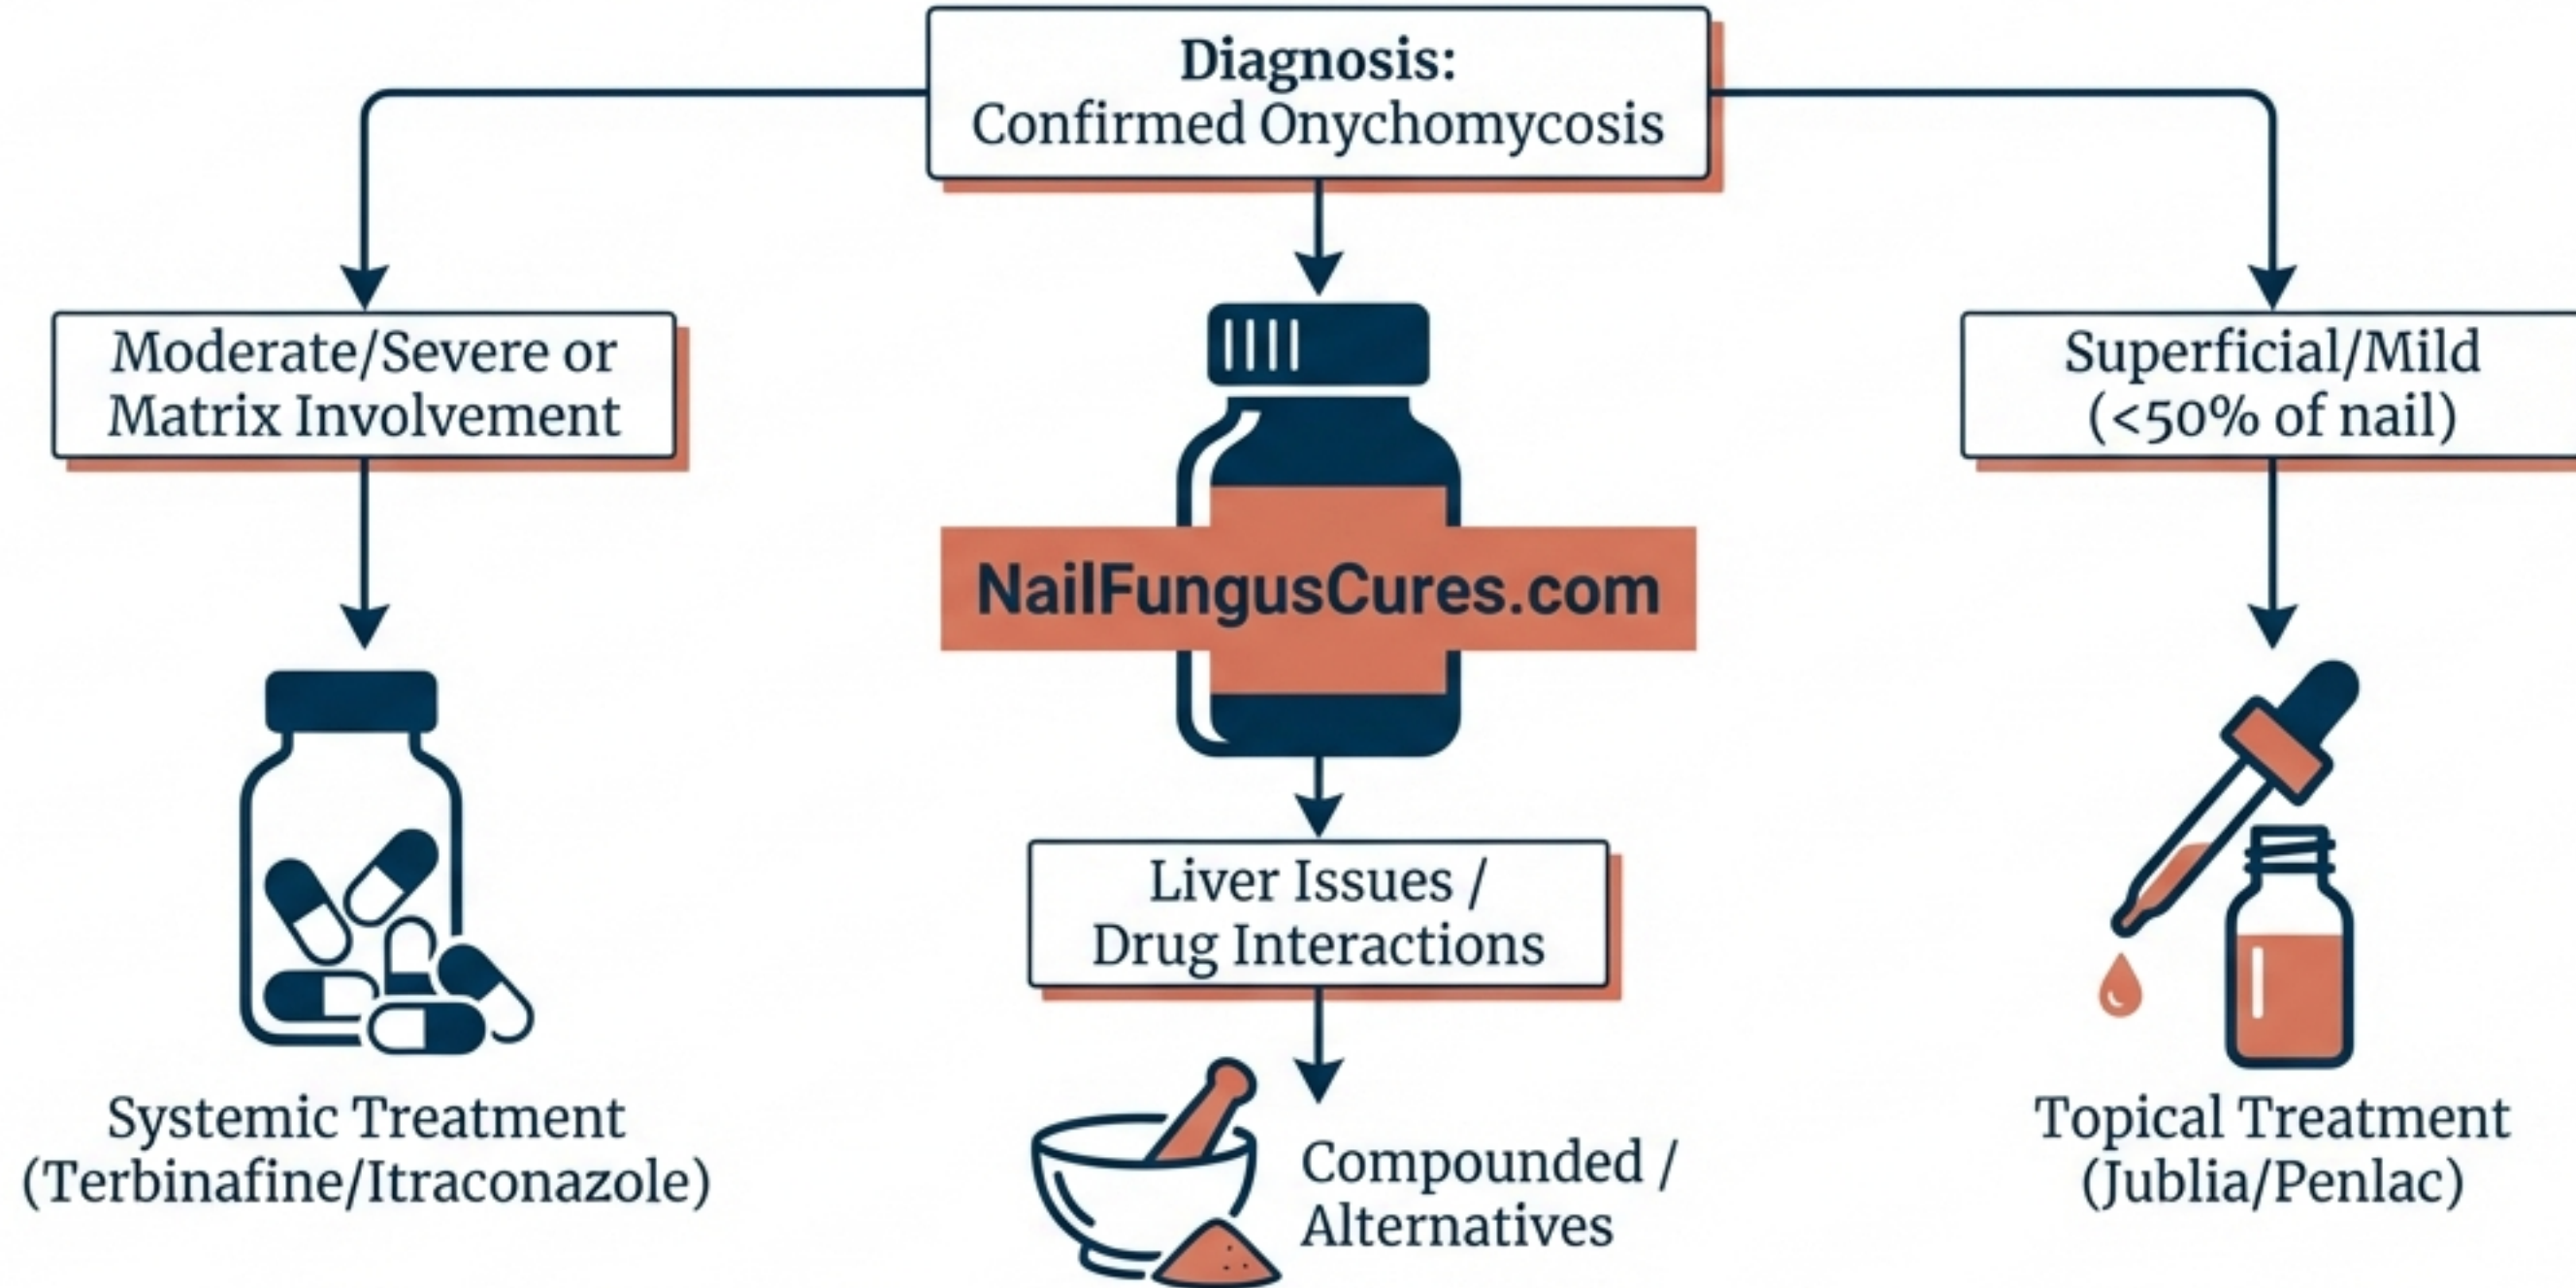 Diagnosis:
Confirmed Onychomycosis
Moderate/Severe or
Matrix Involvement
Superficial/Mild
(<50% of nail)
NailFungusCures.com
Liver Issues /
Drug Interactions
Systemic Treatment
(Terbinafine/Itraconazole)
Compounded /
Alternatives
Topical Treatment
(Jublia/Penlac)